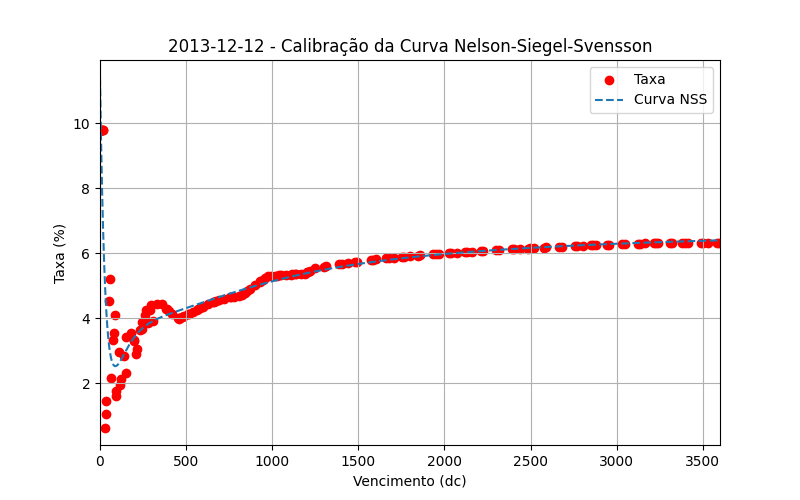 2013-12-12 - Calibração da Curva Nelson-Siegel-Svensson
Taxa
Curva NSS
Taxa (%)
10
8
6
4
2
0 500 1000 1500 2000 2500 3000 3500
Vencimento (dc)